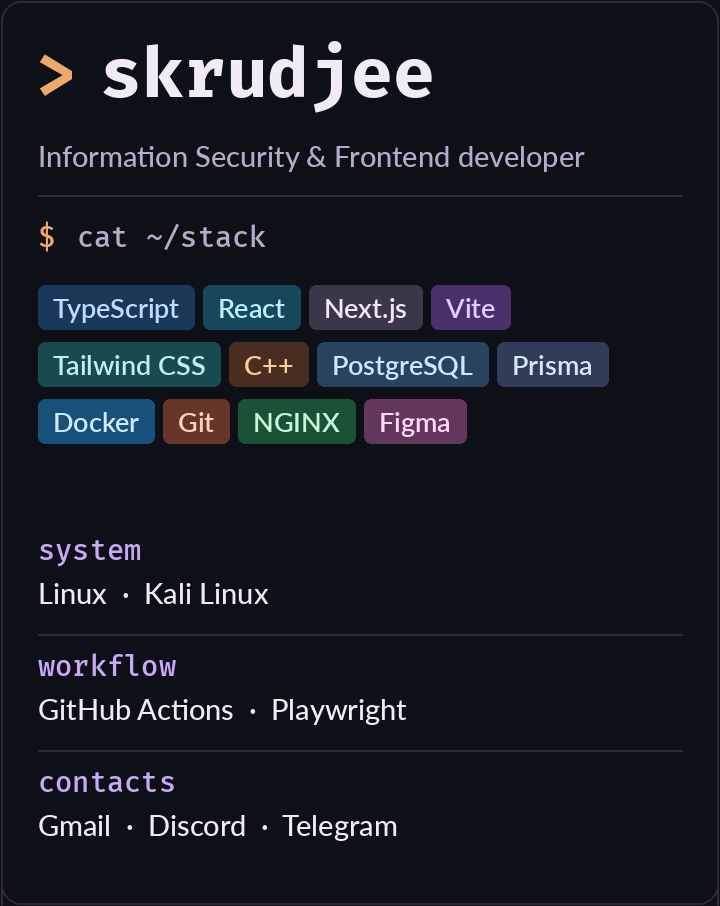 > skrudjee
Information Security & Frontend developer
$ cat ~/stack
TypeScript React Next.js Vite
Tailwind CSS C++ PostgreSQL Prisma
Docker Git NGINX Figma
system
Linux · Kali Linux
workflow
GitHub Actions · Playwright
contacts
Gmail · Discord · Telegram